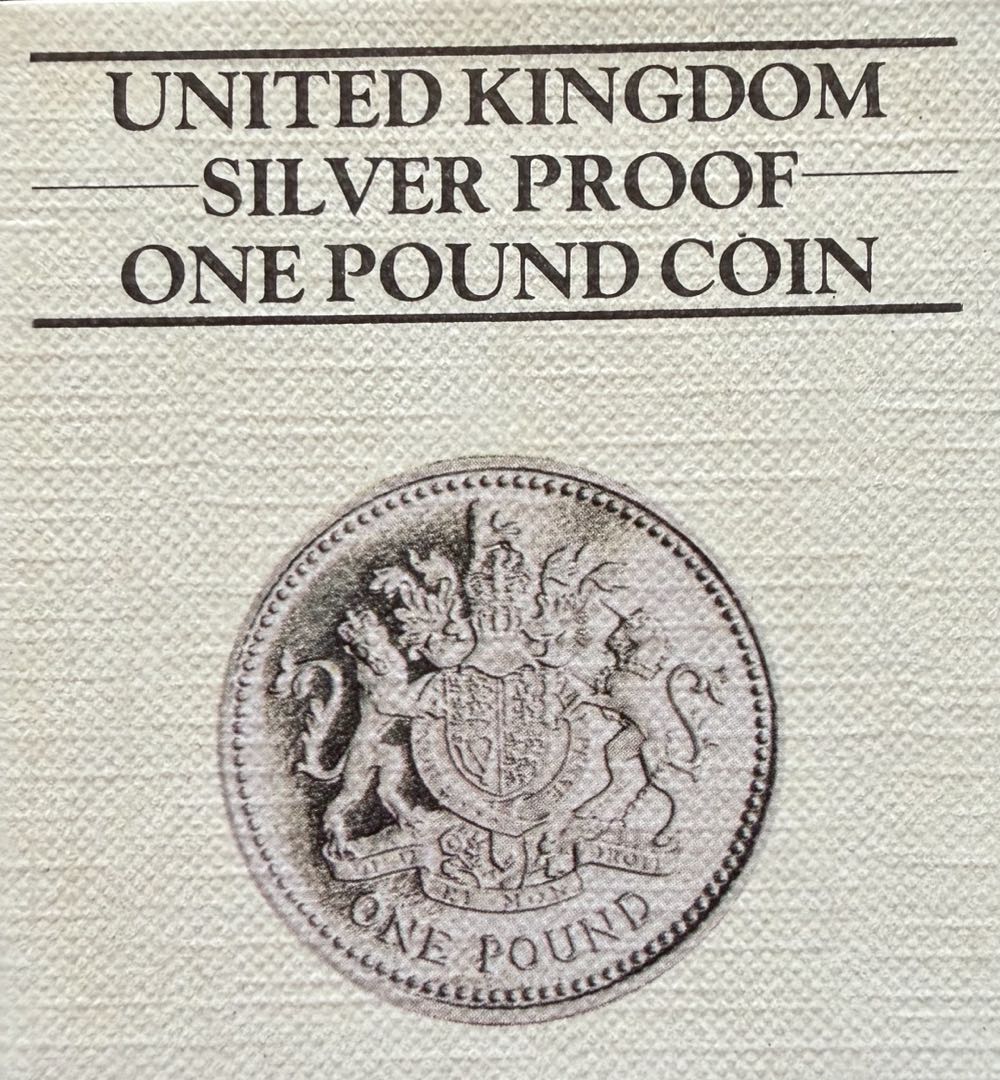 UNITED KINGDOM
SILVER PROOF
ONE POUND COIN
ONE POUND